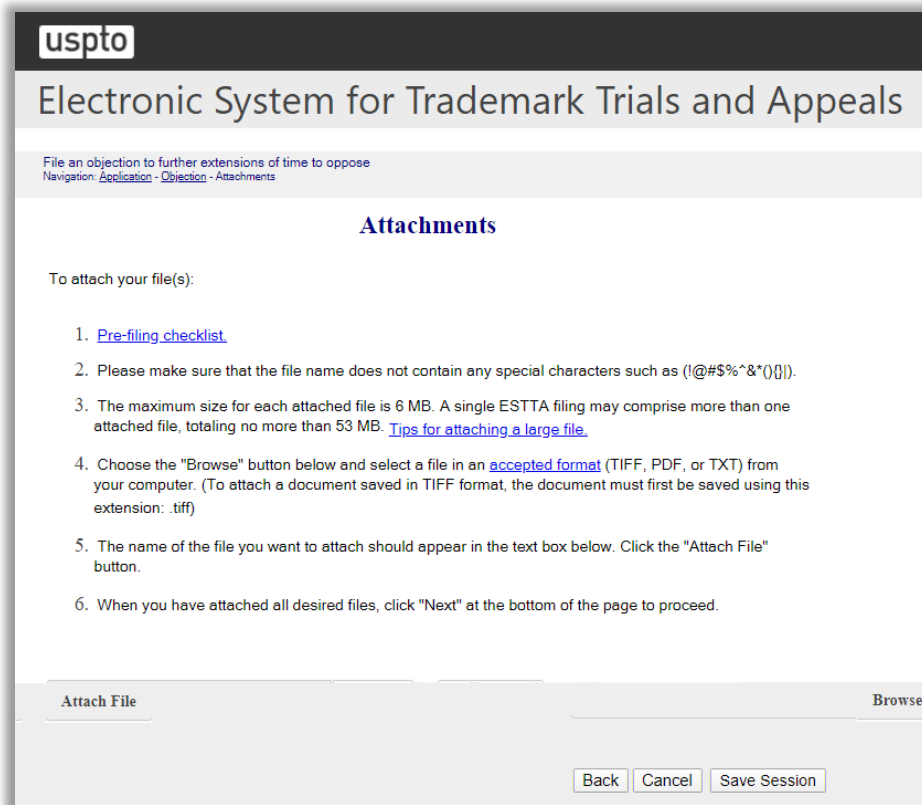 uspto
Electronic System for Trademark Trials and Appeals
File an objection to further extensions of time to oppose
Navigation: Application - Objection - Attachments
Attachments
To attach your file(s):
1. Pre-filing checklist.
2. Please make sure that the file name does not contain any special characters such as (!@#$%^&*(){}|).
3. The maximum size for each attached file is 6 MB. A single ESTTA filing may comprise more than one
attached file, totaling no more than 53 MB. Tips for attaching a large file.
4. Choose the "Browse" button below and select a file in an accepted format (TIFF, PDF, or TXT) from
your computer. (To attach a document saved in TIFF format, the document must first be saved using this
extension: .tiff)
5. The name of the file you want to attach should appear in the text box below. Click the "Attach File"
button.
6. When you have attached all desired files, click "Next" at the bottom of the page to proceed.
Attach File Browse
Back Cancel Save Session